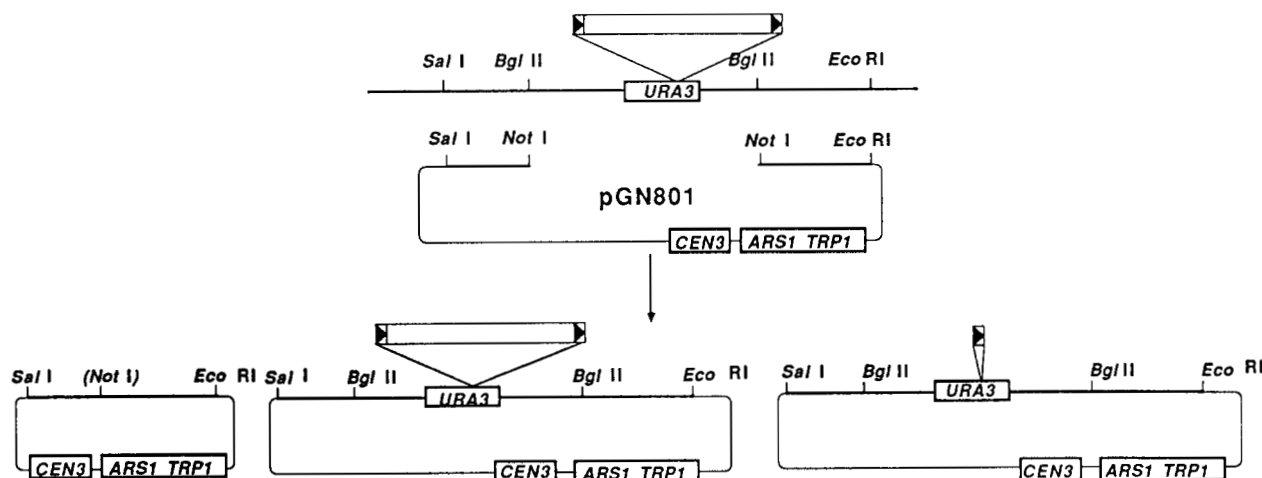 Sal I Bgl II Bgl II Eco RI
URA3
Sal I Not I Not I Eco RI
pGN801
CEN3 ARS1 TRP1
Sal I (Not I) Eco RI Sal I Bgl II Bgl II Eco RI Sal I Bgl II Bgl II Eco RI
URA3 URA3
CEN3 ARS1 TRP1 CEN3 ARS1 TRP1 CEN3 ARS1 TRP1